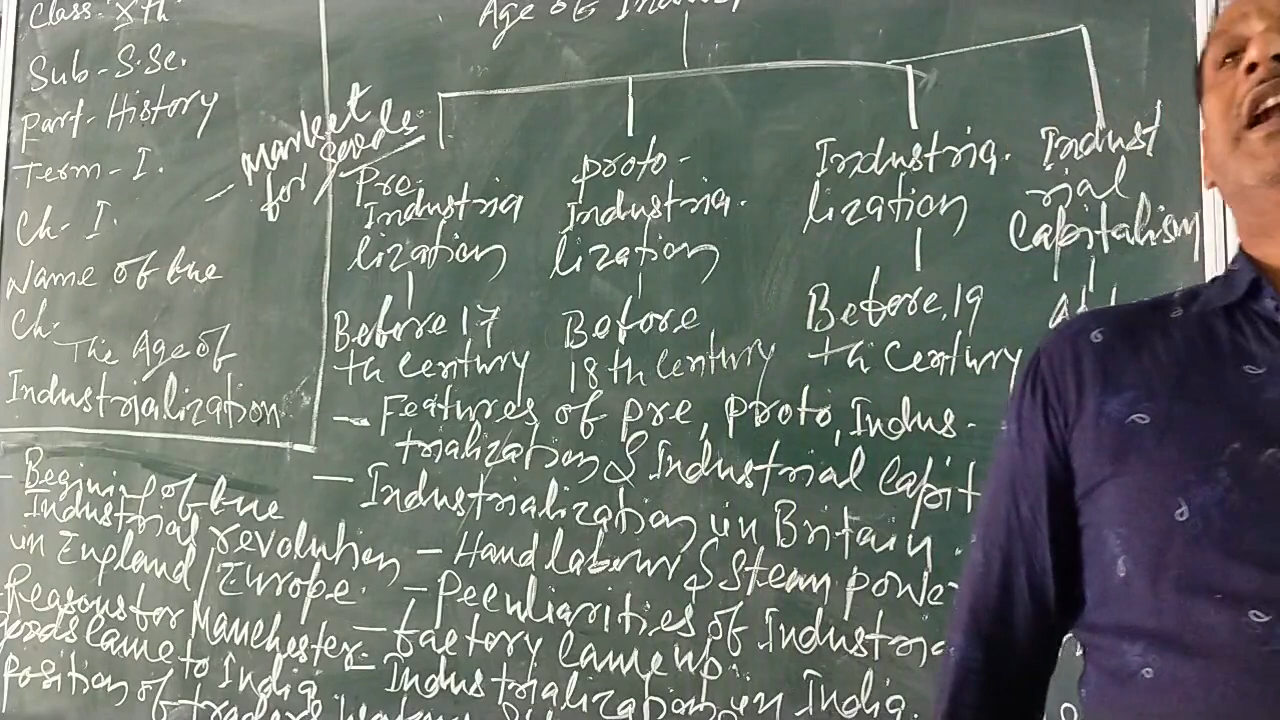 Class-Xth
Sub-S.Sc.
Part-History
Term-I.
Ch-I.
Name of the
Ch.
The Age of
Industrialization
Age of
- Market
for goods
Pre-
Industria
lization
Before 17
th Century
Proto-
Industria.
lization
Before
18th Century
Industria.
lization
Before 19
th Century
Indust
rial
Capitalism
- Features of pre, proto, Indus-
trialization & Industrial Capit
- Industrialization in Britain.
- Hand labour & Steam powe
- Peculiarities of Industria
- factory came up.
- Industrialization in India.
- Begining of the
Industrial revolution
in England/Europe.
- Reasons for Manchester
goods came to India
Position of